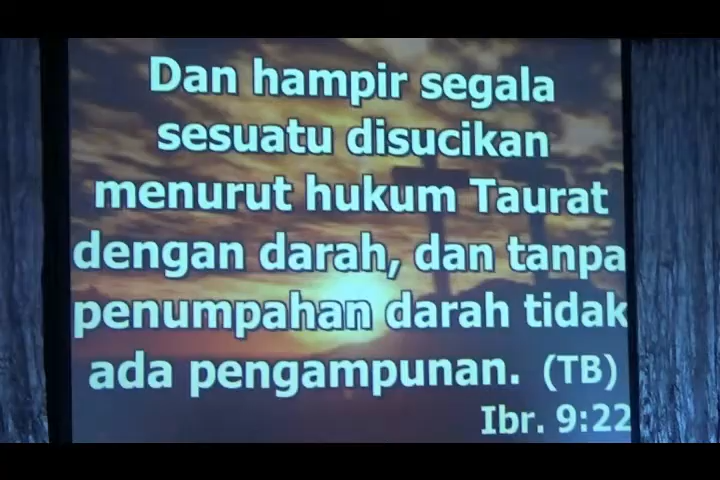 Dan hampir segala
sesuatu disucikan
menurut hukum Taurat
dengan darah, dan tanpa
penumpahan darah tidak
ada pengampunan. (TB)
Ibr. 9:22